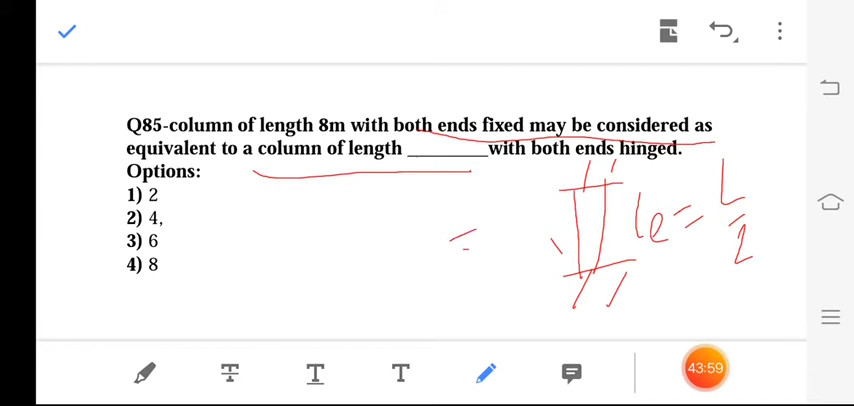 Q85-column of length 8m with both ends fixed may be considered as
equivalent to a column of length ________with both ends hinged.
Options:
1) 2
2) 4,
3) 6
4) 8
le = L/2
=
T T T
43:59